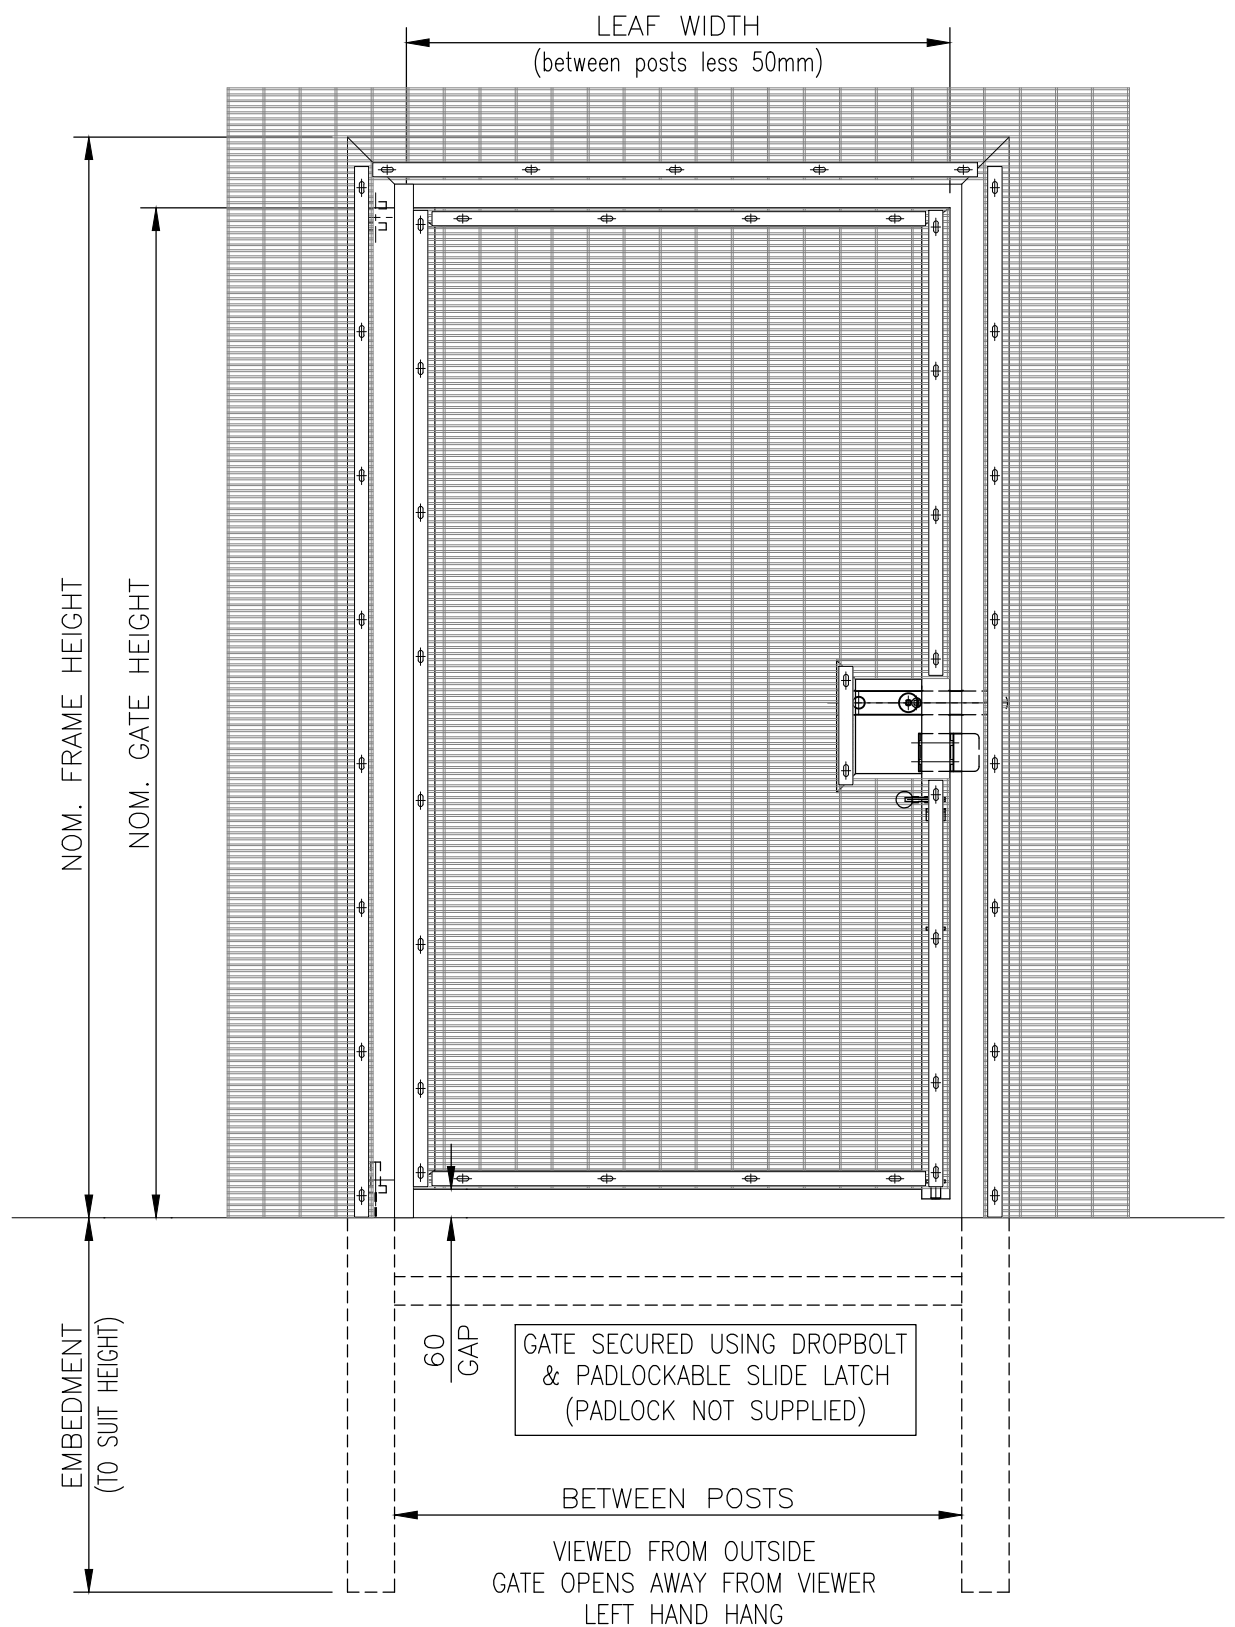 LEAF WIDTH
(between posts less 50mm)
NOM. FRAME HEIGHT
NOM. GATE HEIGHT
EMBEDMENT
(TO SUIT HEIGHT)
60
GAP
GATE SECURED USING DROPBOLT
& PADLOCKABLE SLIDE LATCH
(PADLOCK NOT SUPPLIED)
BETWEEN POSTS
VIEWED FROM OUTSIDE
GATE OPENS AWAY FROM VIEWER
LEFT HAND HANG